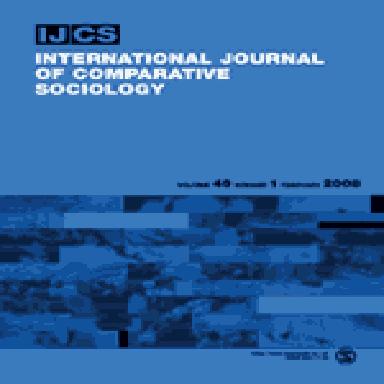 IJCS
INTERNATIONAL JOURNAL
OF COMPARATIVE
SOCIOLOGY
VOLUME 49 NUMBER 1 FEBRUARY 2008